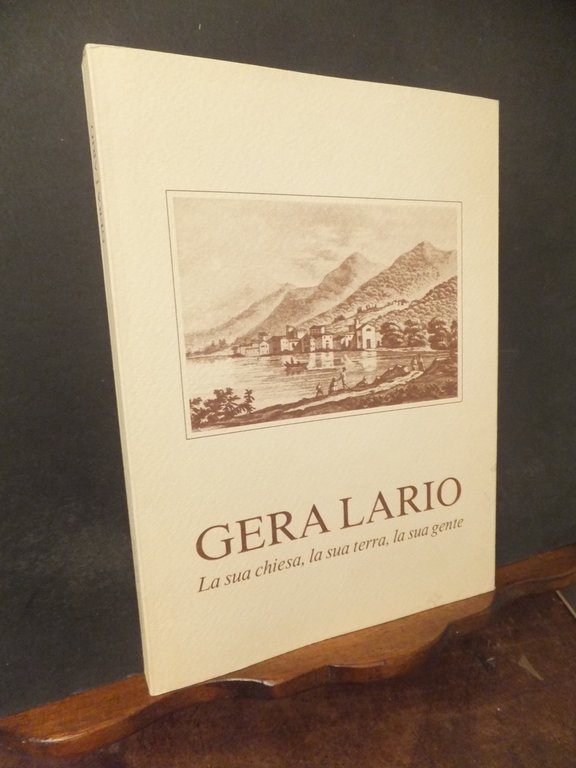 GERA LARIO
La sua chiesa, la sua terra, la sua gente